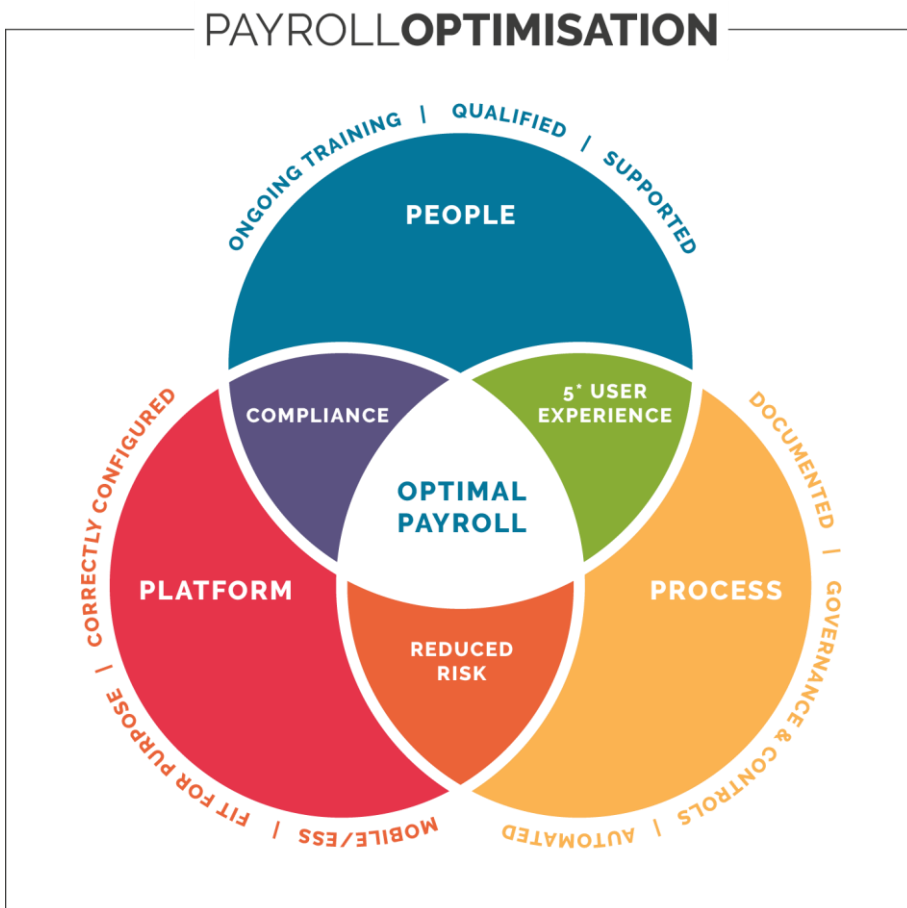 PAYROLLOPTIMISATION
ONGOING TRAINING | QUALIFIED | SUPPORTED
PEOPLE
COMPLIANCE
5* USER
EXPERIENCE
OPTIMAL
PAYROLL
PLATFORM
PROCESS
REDUCED
RISK
CORRECTLY CONFIGURED | FIT FOR PURPOSE | MOBILE/ESS
DOCUMENTED | GOVERNANCE & CONTROLS | AUTOMATED